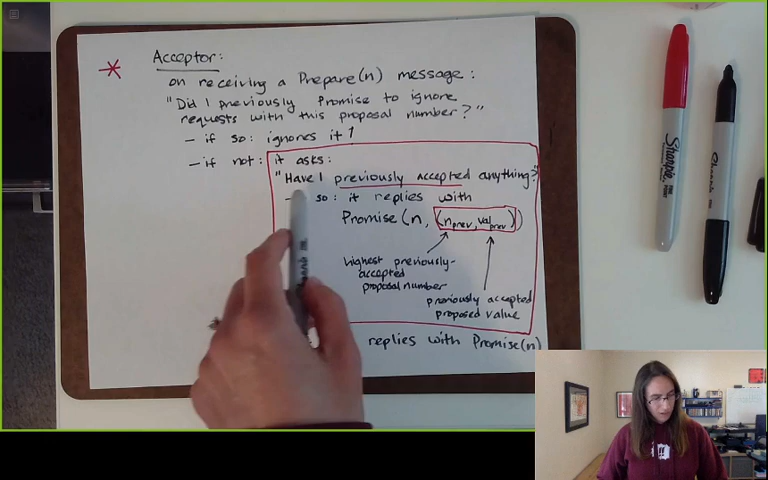 * Acceptor:
on receiving a Prepare(n) message:
"Did I previously Promise to ignore
requests with this proposal number?"
- if so: ignores it!
- if not: it asks:
"Have I previously accepted anything?"
- so: it replies with
Promise(n, (nprev, valprev))
highest previously-
accepted
proposal number
previously accepted
proposed value
replies with Promise(n)
Sharpie
Sharpie